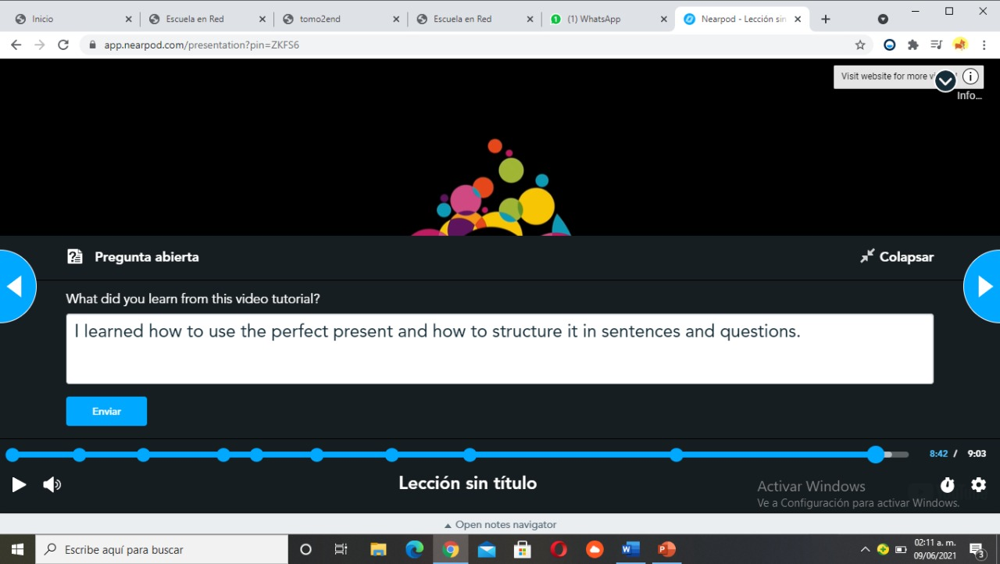 Inicio
Escuela en Red
tomo2end
Escuela en Red
(1) WhatsApp
Nearpod - Lección sin
app.nearpod.com/presentation?pin=ZKFS6
Visit website for more
Info...
Pregunta abierta
Colapsar
What did you learn from this video tutorial?
I learned how to use the perfect present and how to structure it in sentences and questions.
Enviar
8:42 / 9:03
Lección sin título
Activar Windows
Ve a Configuración para activar Windows.
Open notes navigator
Escribe aquí para buscar
02:11 a. m.
09/06/2021
3